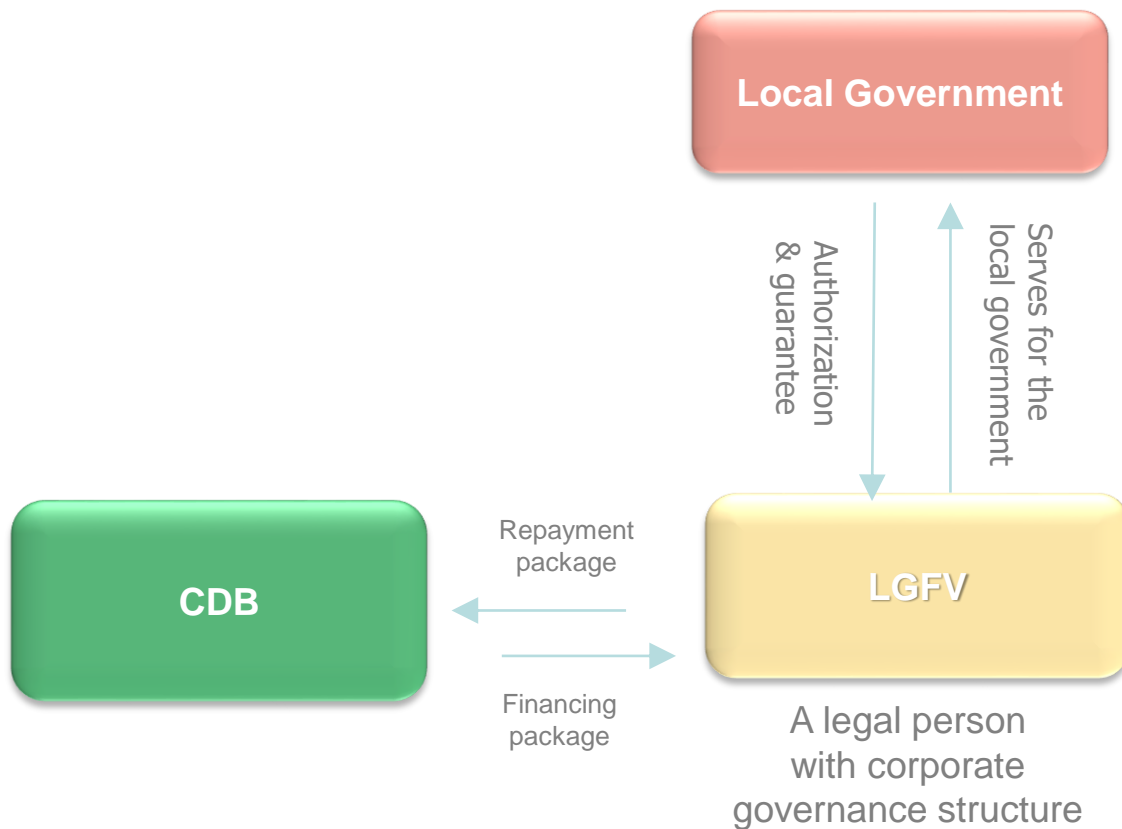 Local Government
Authorization
& guarantee
Serves for the
local government
Repayment
package
CDB
LGFV
Financing
package
A legal person
with corporate
governance structure